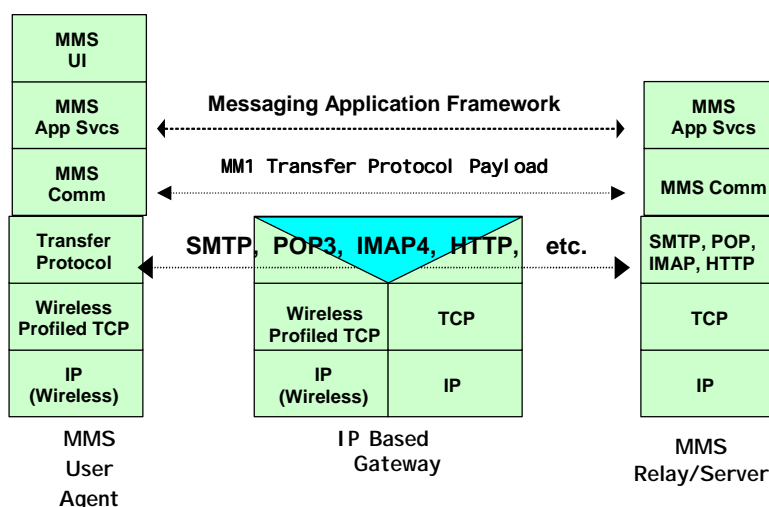 MMS
UI
MMS
App Svcs
MMS
Comm
Transfer
Protocol
Wireless
Profiled TCP
IP
(Wireless)
MMS
User
Agent
Messaging Application Framework
MM1 Transfer Protocol Payload
SMTP, POP3, IMAP4, HTTP, etc.
Wireless
Profiled TCP
TCP
IP
(Wireless)
IP
IP Based
Gateway
MMS
App Svcs
MMS Comm
SMTP, POP,
IMAP, HTTP
TCP
IP
MMS
Relay/Server